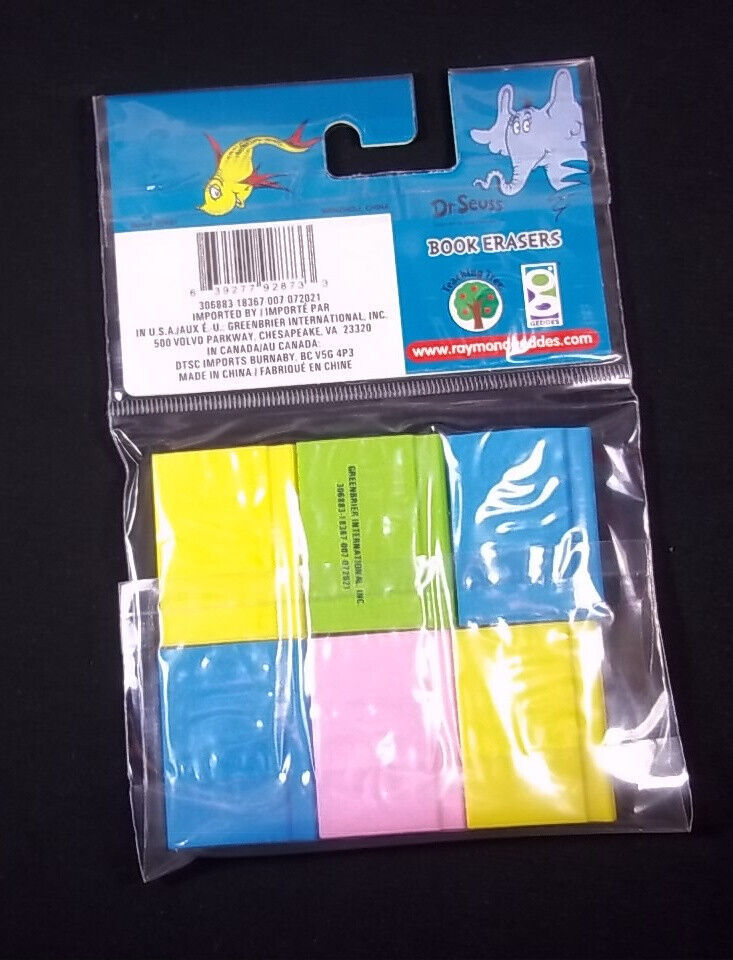 6 39277 92873 3
306883 18367 007 072021
IMPORTED BY / IMPORTÉ PAR
IN U.S.A./AUX É.-U.: GREENBRIER INTERNATIONAL, INC.
500 VOLVO PARKWAY, CHESAPEAKE, VA 23320
IN CANADA/AU CANADA:
DTSC IMPORTS BURNABY, BC V5G 4P3
MADE IN CHINA / FABRIQUÉ EN CHINE
Dr. Seuss
BOOK ERASERS
Teaching Tree
GEDDES
www.raymondgeddes.com
GREENBRIER INTERNATIONAL, INC.
306883-18367-007-072021